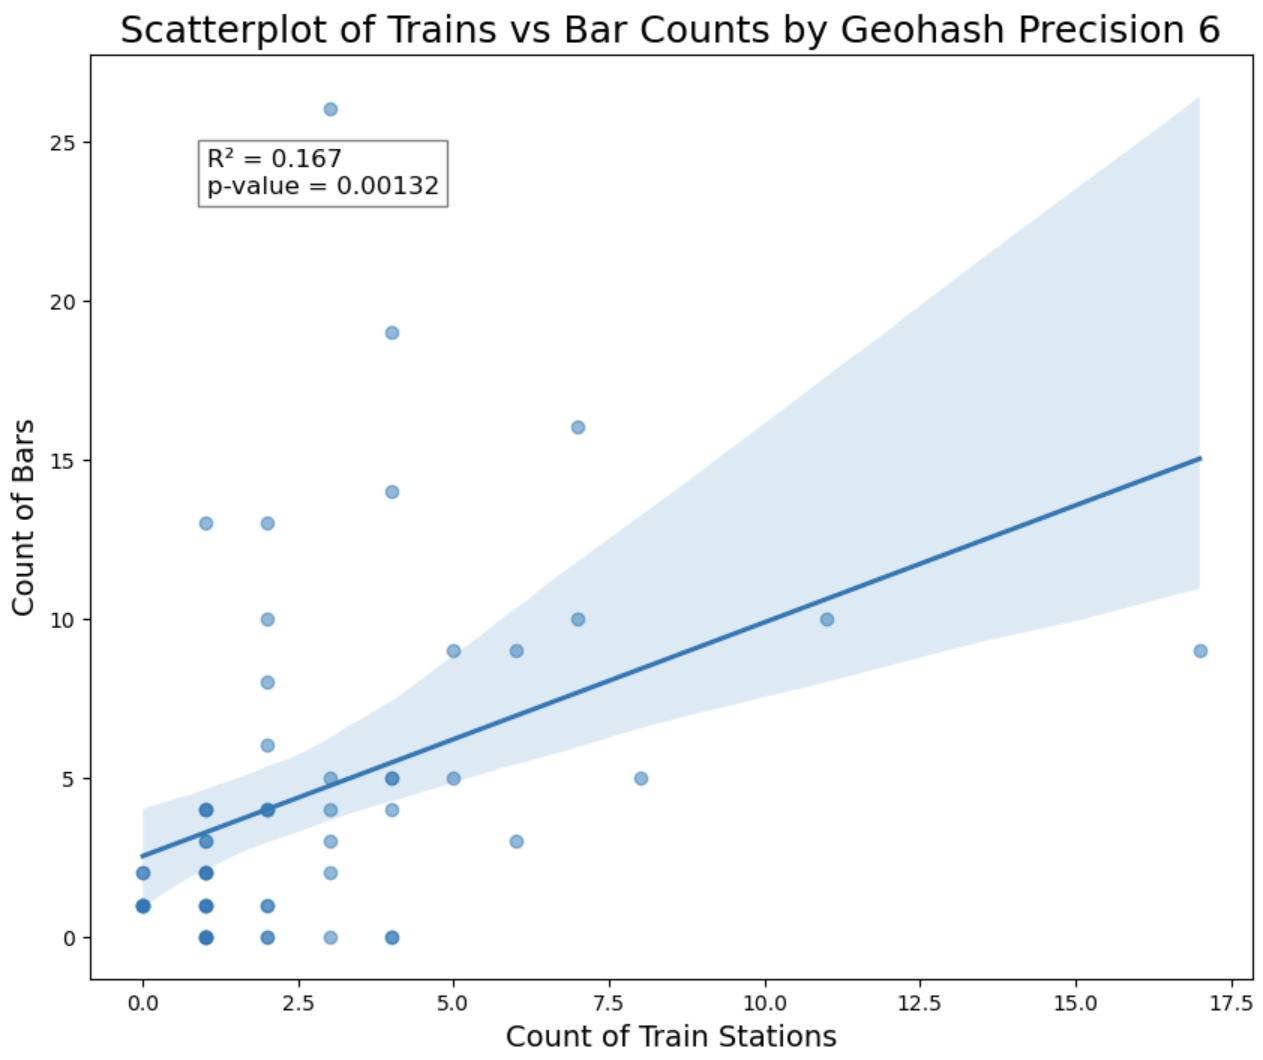 Scatterplot of Trains vs Bar Counts by Geohash Precision 6
25
R² = 0.167
p-value = 0.00132
20
15
10
5
0
Count of Bars
0.0 2.5 5.0 7.5 10.0 12.5 15.0 17.5
Count of Train Stations